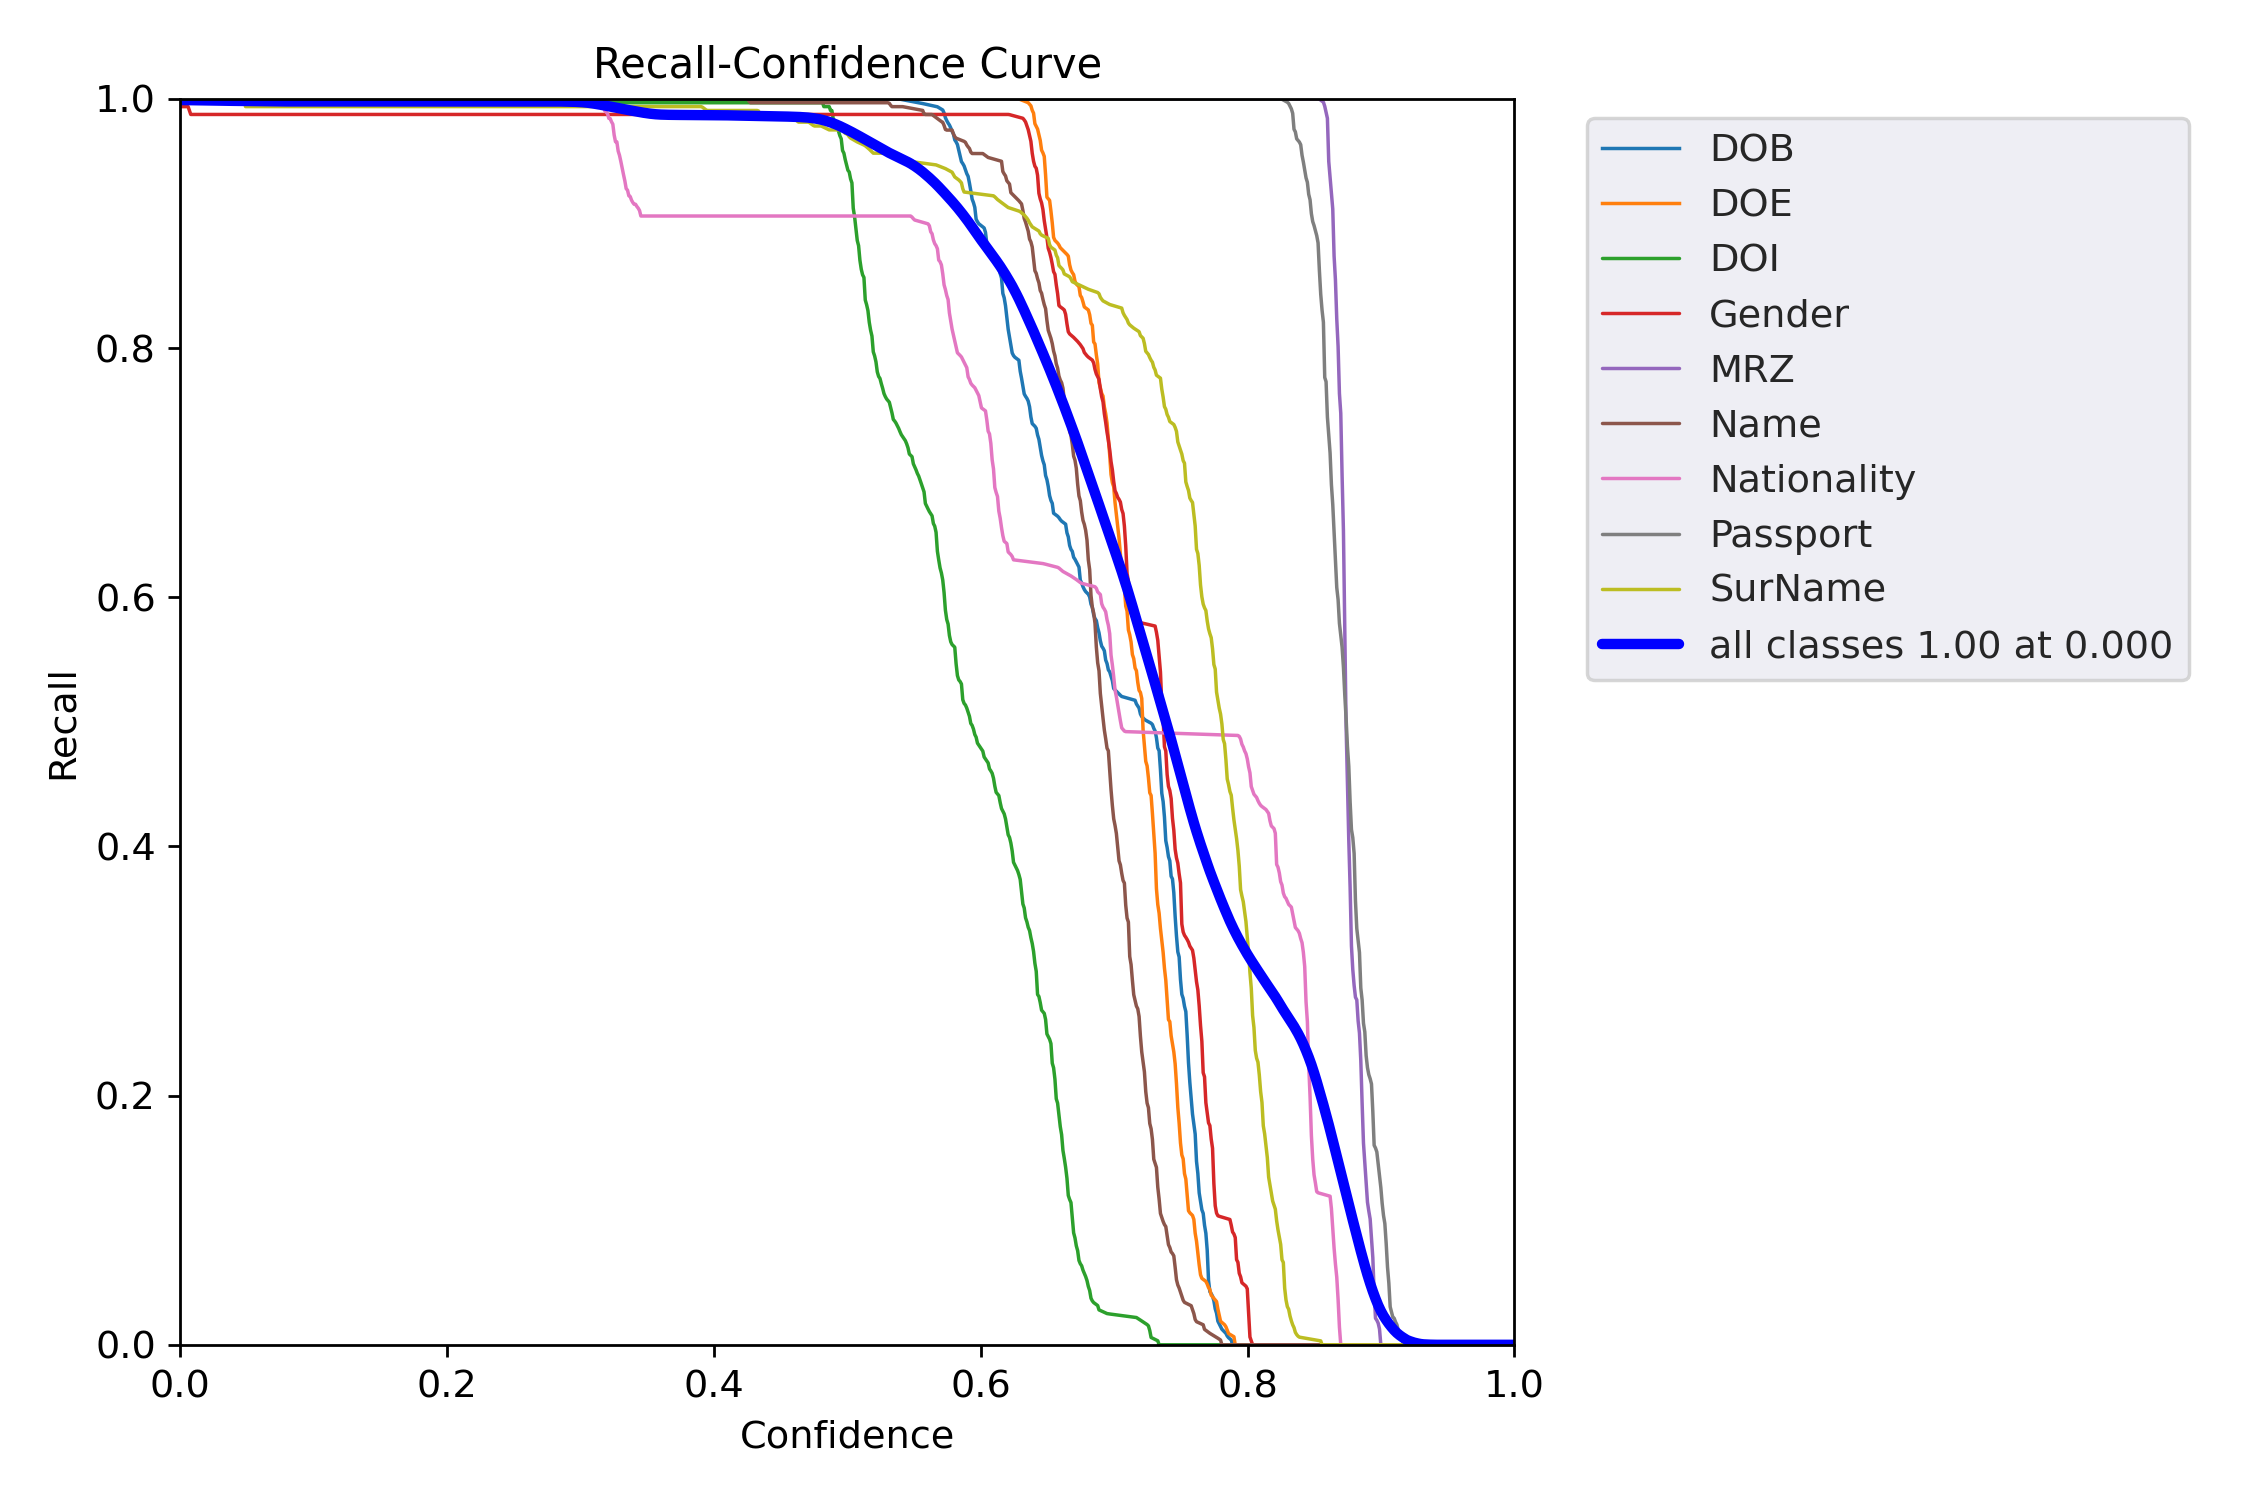 Recall-Confidence Curve
1.0
0.8
0.6
0.4
0.2
0.0
Recall
0.0 0.2 0.4 0.6 0.8 1.0
Confidence
DOB
DOE
DOI
Gender
MRZ
Name
Nationality
Passport
SurName
all classes 1.00 at 0.000